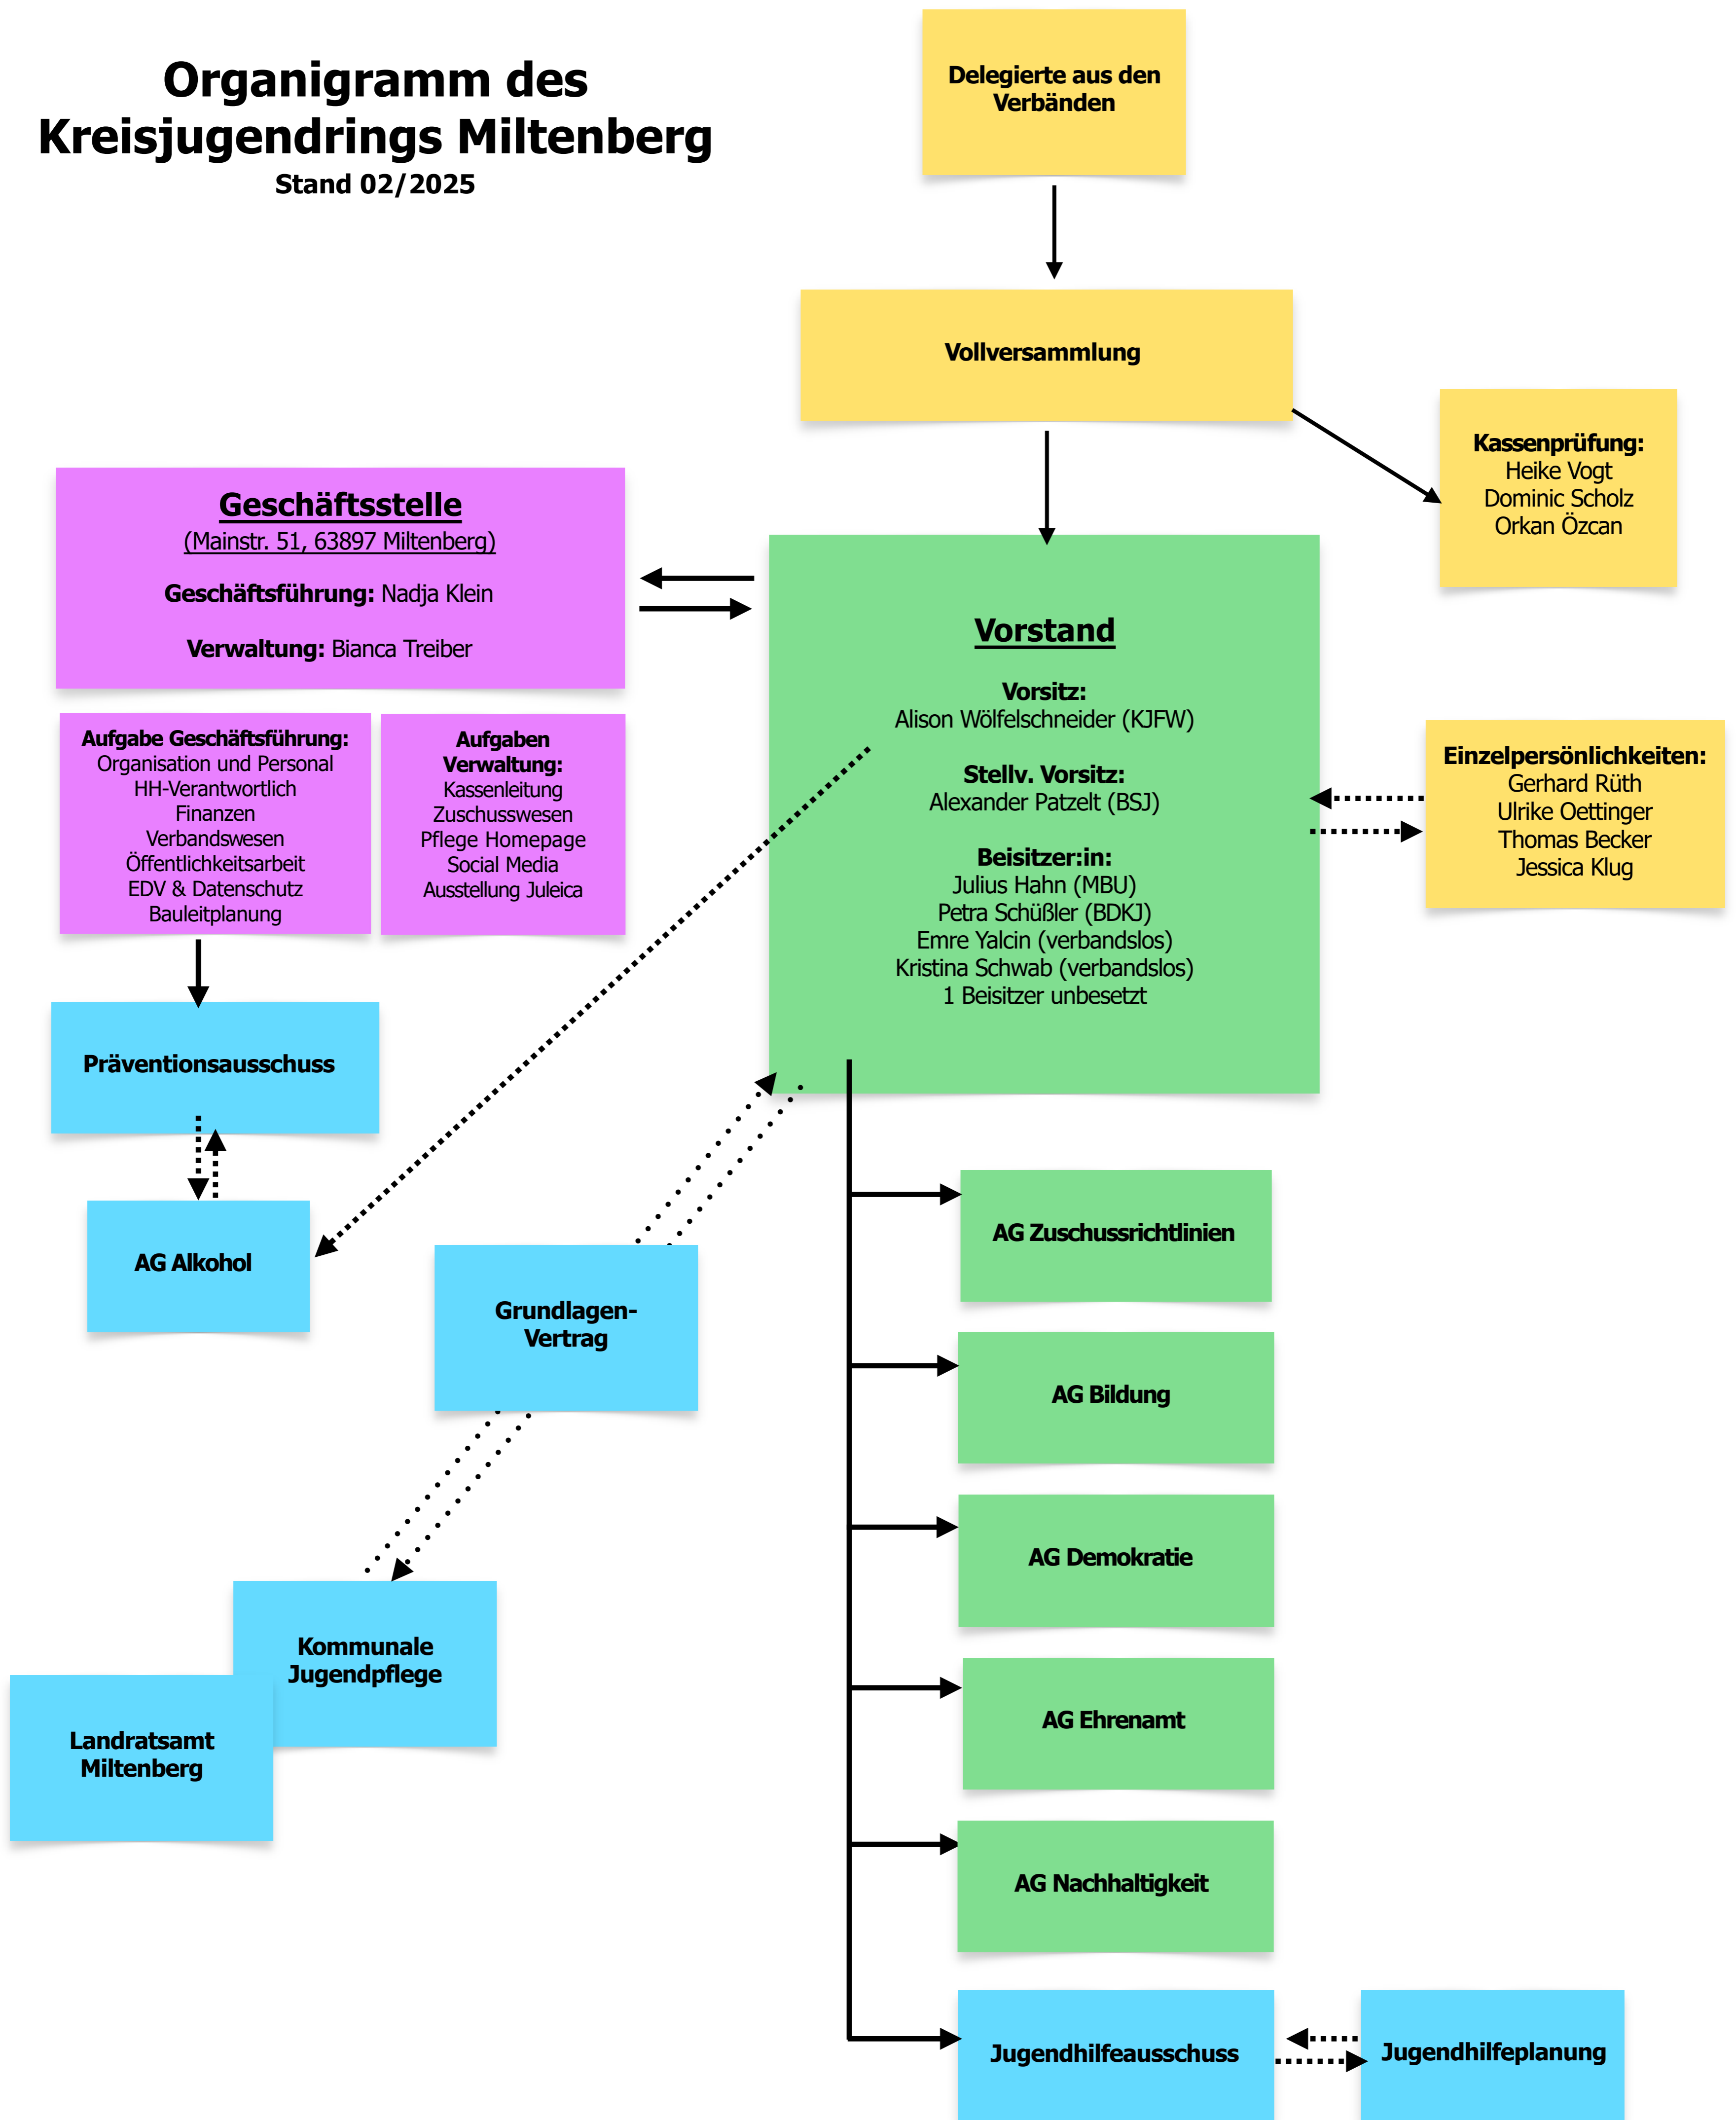 Organigramm des
Kreisjugendrings Miltenberg
Stand 02/2025
Delegierte aus den
Verbänden
Vollversammlung
Kassenprüfung:
Heike Vogt
Dominic Scholz
Orkan Özcan
Geschäftsstelle
(Mainstr. 51, 63897 Miltenberg)
Geschäftsführung: Nadja Klein
Verwaltung: Bianca Treiber
Aufgabe Geschäftsführung:
Organisation und Personal
HH-Verantwortlich
Finanzen
Verbandswesen
Öffentlichkeitsarbeit
EDV & Datenschutz
Bauleitplanung
Aufgaben
Verwaltung:
Kassenleitung
Zuschusswesen
Pflege Homepage
Social Media
Ausstellung Juleica
Vorstand
Vorsitz:
Alison Wölfelschneider (KJFW)
Stellv. Vorsitz:
Alexander Patzelt (BSJ)
Beisitzer:in:
Julius Hahn (MBU)
Petra Schüßler (BDKJ)
Emre Yalcin (verbandslos)
Kristina Schwab (verbandslos)
1 Beisitzer unbesetzt
Einzelpersönlichkeiten:
Gerhard Rüth
Ulrike Oettinger
Thomas Becker
Jessica Klug
Präventionsausschuss
AG Alkohol
Grundlagen-
Vertrag
Kommunale
Jugendpflege
Landratsamt
Miltenberg
AG Zuschussrichtlinien
AG Bildung
AG Demokratie
AG Ehrenamt
AG Nachhaltigkeit
Jugendhilfeausschuss
Jugendhilfeplanung